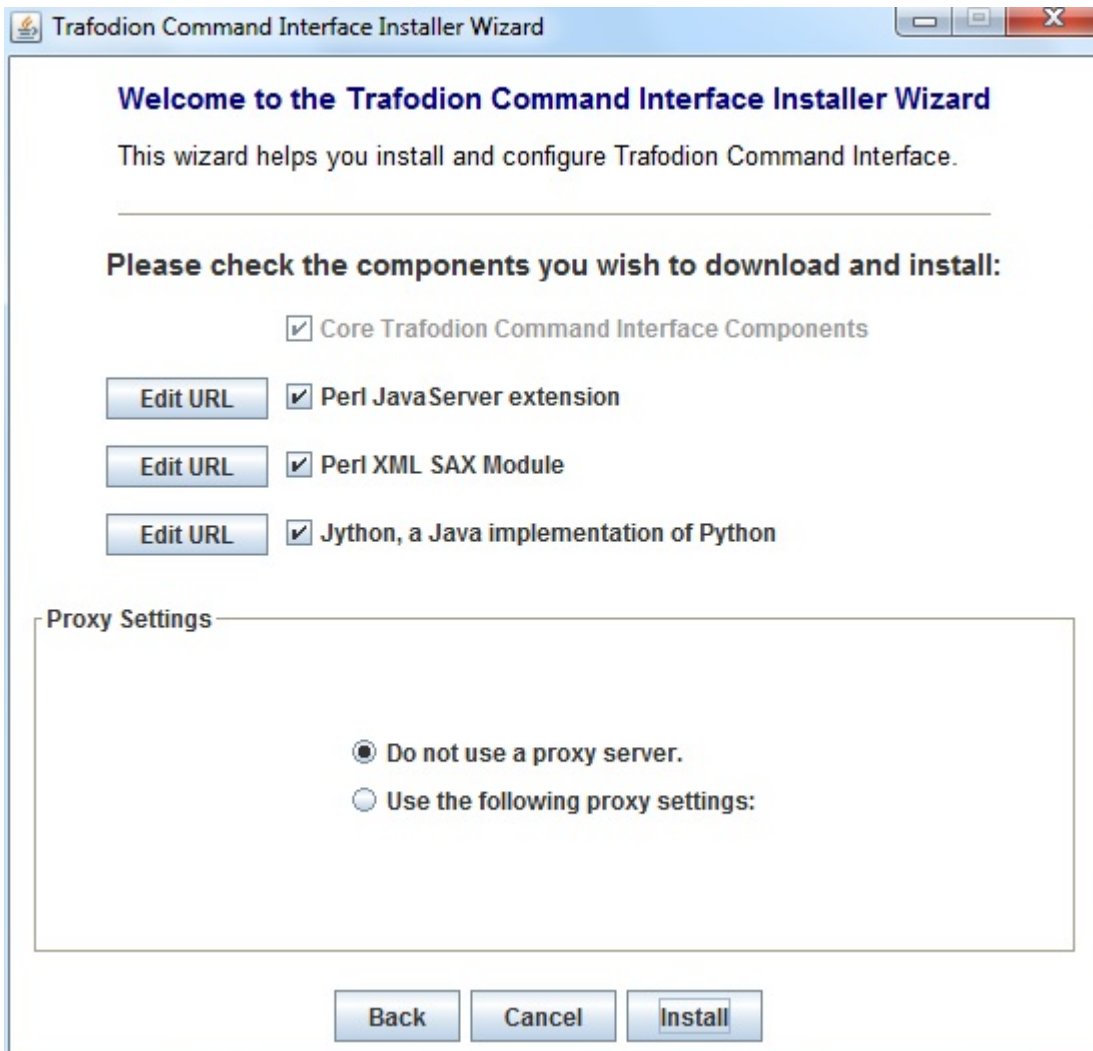 Trafodion Command Interface Installer Wizard
Welcome to the Trafodion Command Interface Installer Wizard
This wizard helps you install and configure Trafodion Command Interface.
Please check the components you wish to download and install:
Core Trafodion Command Interface Components
Edit URL Perl JavaServer extension
Edit URL Perl XML SAX Module
Edit URL Jython, a Java implementation of Python
Proxy Settings
Do not use a proxy server.
Use the following proxy settings:
Back Cancel Install